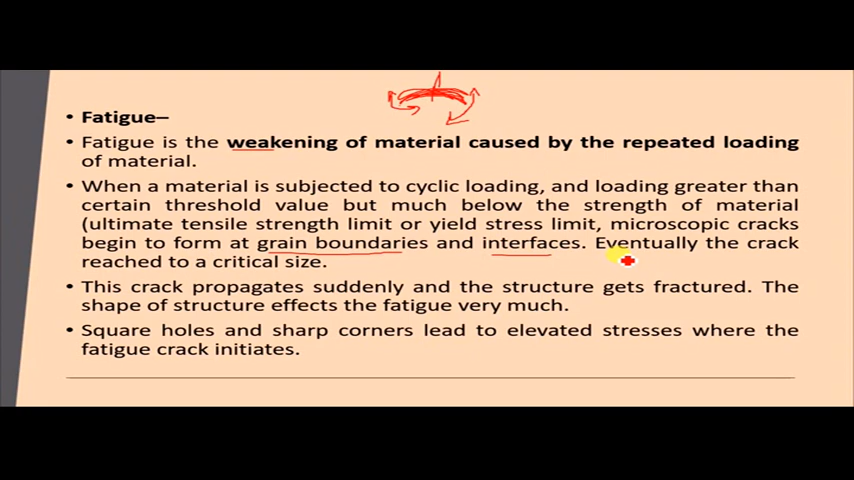 • Fatigue–
• Fatigue is the weakening of material caused by the repeated loading
of material.
• When a material is subjected to cyclic loading, and loading greater than
certain threshold value but much below the strength of material
(ultimate tensile strength limit or yield stress limit, microscopic cracks
begin to form at grain boundaries and interfaces. Eventually the crack
reached to a critical size.
• This crack propagates suddenly and the structure gets fractured. The
shape of structure effects the fatigue very much.
• Square holes and sharp corners lead to elevated stresses where the
fatigue crack initiates.